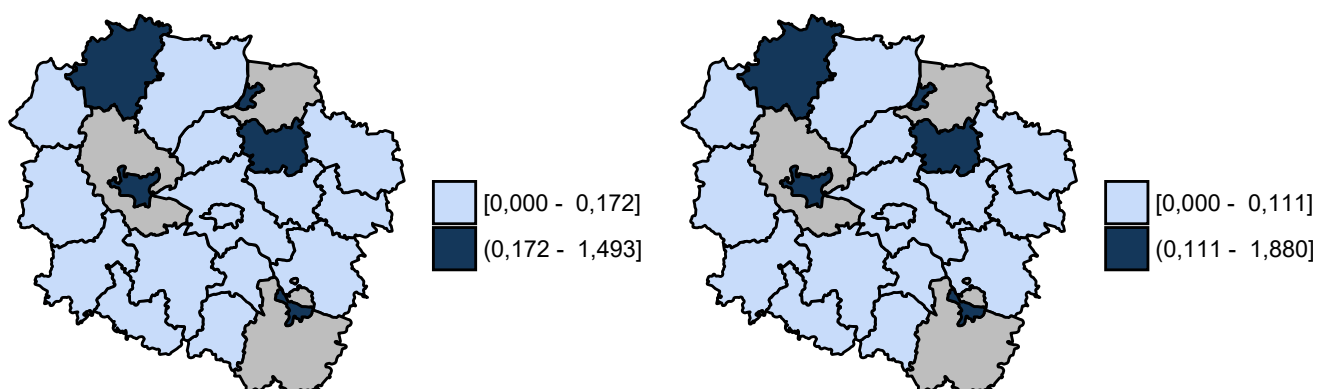 [0,000 - 0,172]
(0,172 - 1,493]
[0,000 - 0,111]
(0,111 - 1,880]